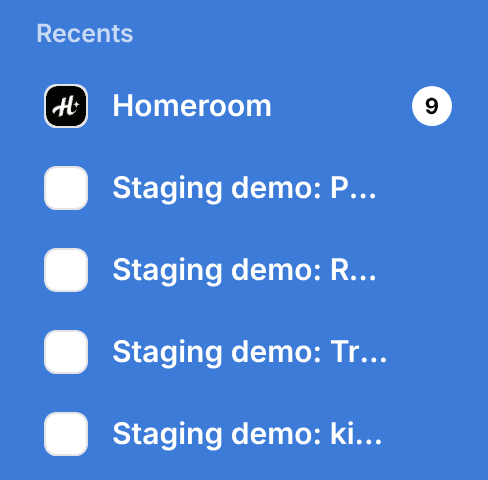 Recents
H
Homeroom
9
Staging demo: P...
Staging demo: R...
Staging demo: Tr...
Staging demo: ki...